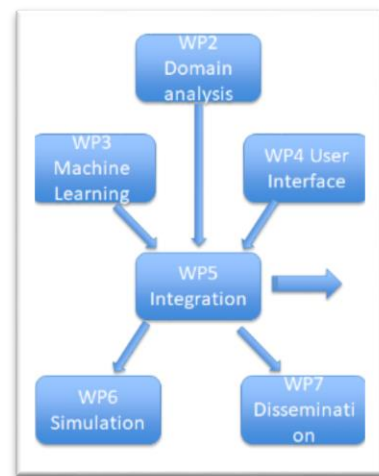 WP2
Domain
analysis
WP3
Machine
Learning
WP4 User
Interface
WP5
Integration
WP6
Simulation
WP7
Disseminati
on